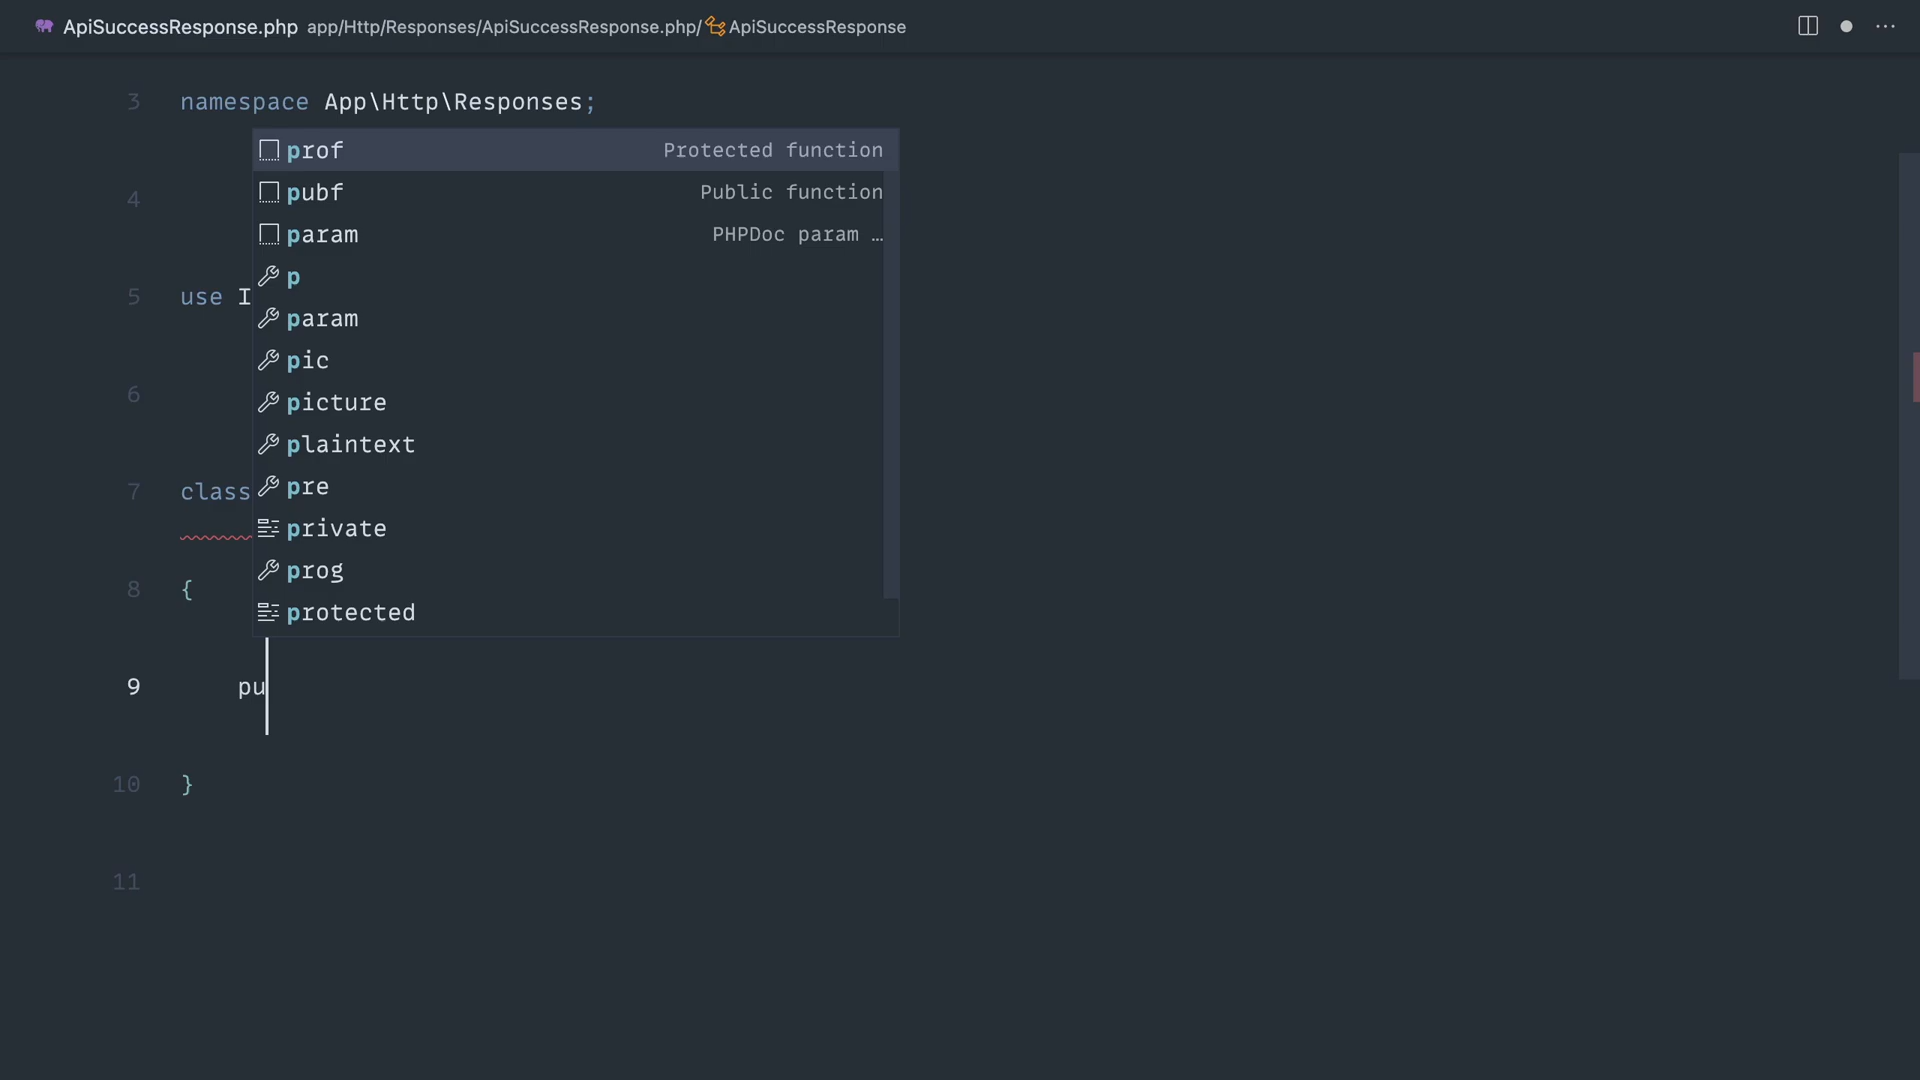 ApiSuccessResponse.php app/Http/Responses/ApiSuccessResponse.php/ ApiSuccessResponse
3 namespace App\Http\Responses;
prof Protected function
pubf Public function
4
param PHPDoc param …
p
5 use I
param
pic
6
picture
plaintext
7 class
pre
private
prog
8 {
protected
9 pu
10 }
11